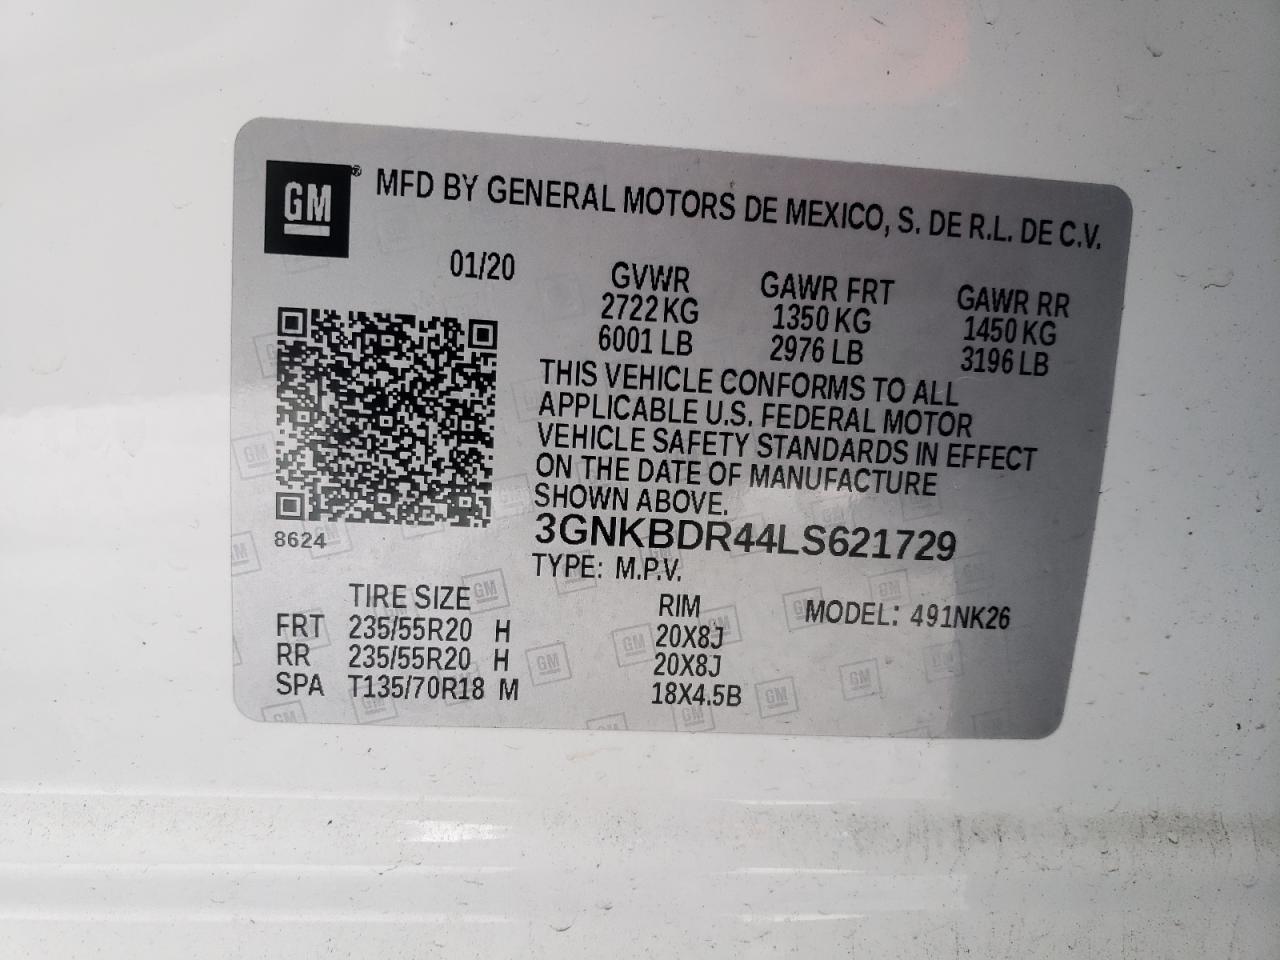 GM ® MFD BY GENERAL MOTORS DE MEXICO, S. DE R.L. DE C.V.
01/20 GVWR GAWR FRT GAWR RR
2722 KG 1350 KG 1450 KG
6001 LB 2976 LB 3196 LB
THIS VEHICLE CONFORMS TO ALL
APPLICABLE U.S. FEDERAL MOTOR
VEHICLE SAFETY STANDARDS IN EFFECT
ON THE DATE OF MANUFACTURE
SHOWN ABOVE.
8624
3GNKBDR44LS621729
TYPE: M.P.V.
TIRE SIZE RIM MODEL: 491NK26
FRT 235/55R20 H 20X8J
RR 235/55R20 H 20X8J
SPA T135/70R18 M 18X4.5B